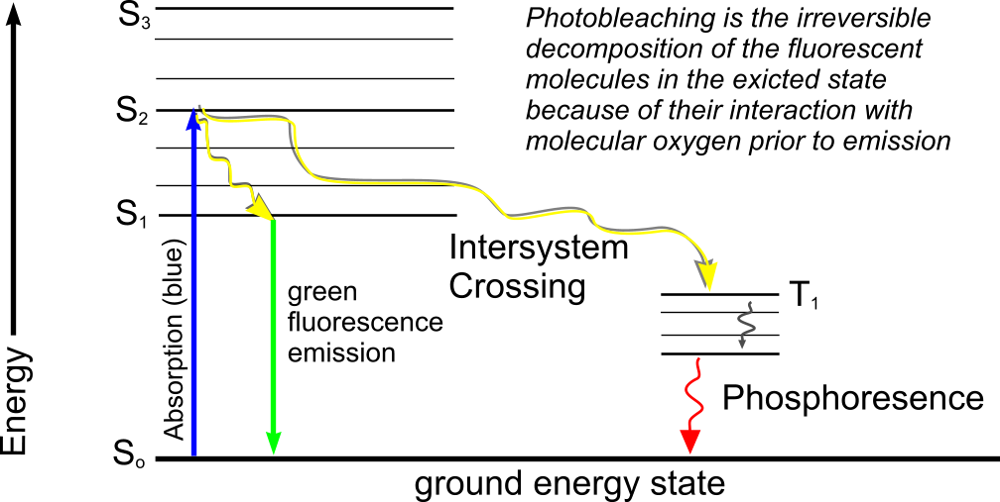 S3
Photobleaching is the irreversible
decomposition of the fluorescent
molecules in the exicted state
because of their interaction with
molecular oxygen prior to emission
S2
S1
Intersystem
Crossing
Absorption (blue)
green
fluorescence
emission
T1
Energy
Phosphoresence
So
ground energy state